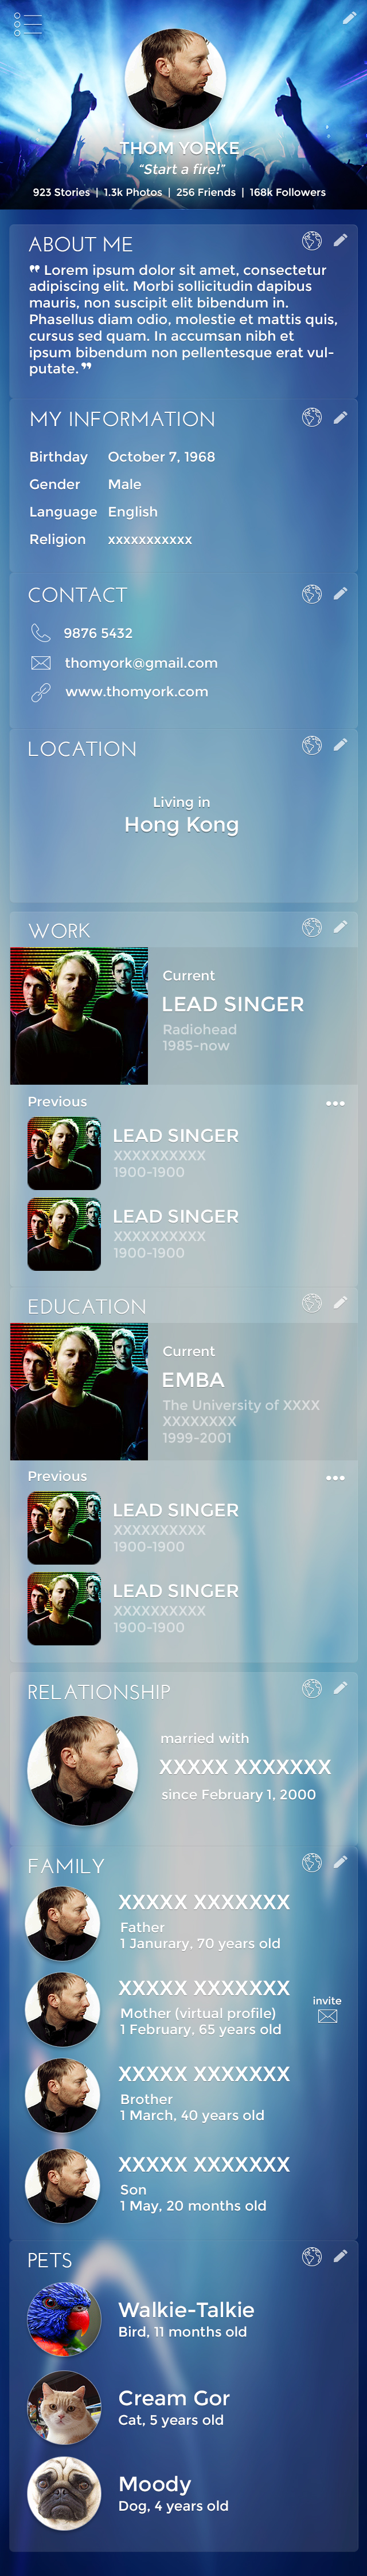 THOM YORKE
“Start a fire!”
923 Stories | 1.3k Photos | 256 Friends | 168k Followers
ABOUT ME
❞ Lorem ipsum dolor sit amet, consectetur
adipiscing elit. Morbi sollicitudin dapibus
mauris, non suscipit elit bibendum in.
Phasellus diam odio, molestie et mattis quis,
cursus sed quam. In accumsan nibh et
ipsum bibendum non pellentesque erat vul-
putate.❞
MY INFORMATION
Birthday October 7, 1968
Gender Male
Language English
Religion xxxxxxxxxxx
CONTACT
9876 5432
thomyork@gmail.com
www.thomyork.com
LOCATION
Living in
Hong Kong
WORK
Current
LEAD SINGER
Radiohead
1985-now
Previous
LEAD SINGER
XXXXXXXXXX
1900-1900
LEAD SINGER
XXXXXXXXXX
1900-1900
EDUCATION
Current
EMBA
The University of XXXX
XXXXXXXX
1999-2001
Previous
LEAD SINGER
XXXXXXXXXX
1900-1900
LEAD SINGER
XXXXXXXXXX
1900-1900
RELATIONSHIP
married with
XXXXX XXXXXXX
since February 1, 2000
FAMILY
XXXXX XXXXXXX
Father
1 Janurary, 70 years old
XXXXX XXXXXXX
Mother (virtual profile)
1 February, 65 years old
invite
XXXXX XXXXXXX
Brother
1 March, 40 years old
XXXXX XXXXXXX
Son
1 May, 20 months old
PETS
Walkie-Talkie
Bird, 11 months old
Cream Gor
Cat, 5 years old
Moody
Dog, 4 years old